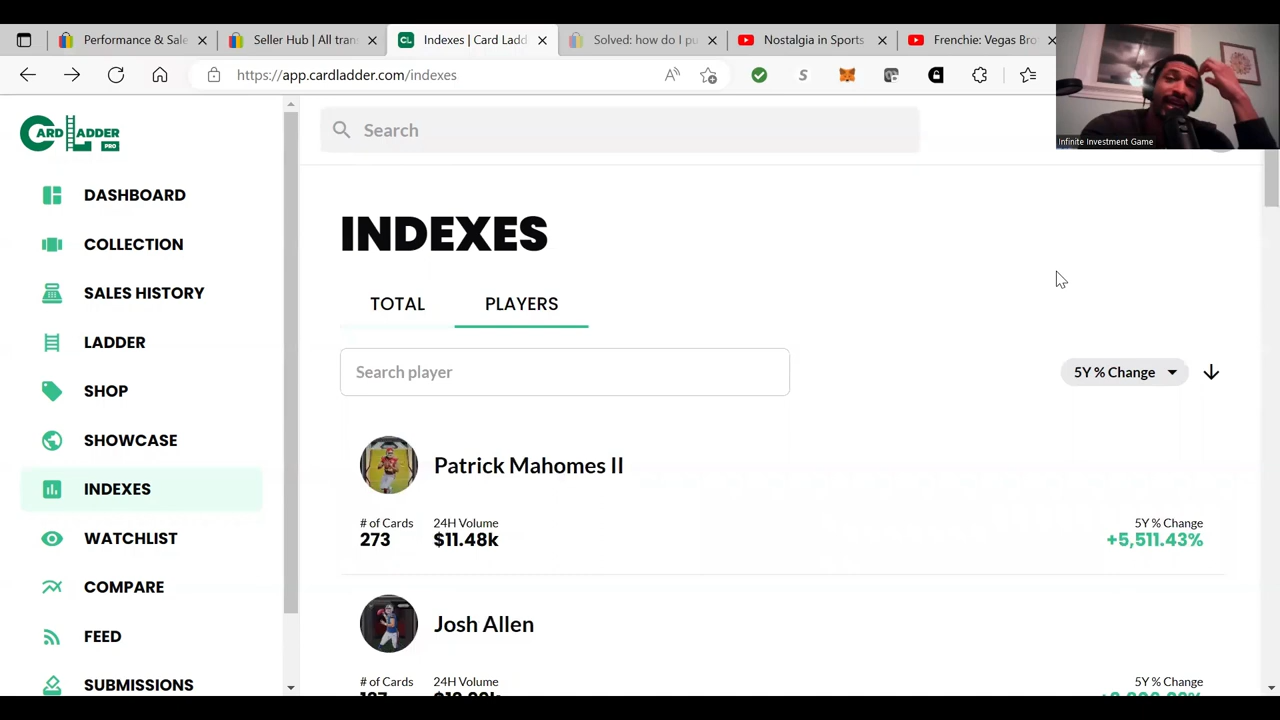 Performance & Sale
Seller Hub | All tran
Indexes | Card Ladd
Solved: how do I pu
Nostalgia in Sports
Frenchie: Vegas Bro
https://app.cardladder.com/indexes
Infinite Investment Game
CARD LADDER
PRO
Search
DASHBOARD
COLLECTION
SALES HISTORY
LADDER
SHOP
SHOWCASE
INDEXES
WATCHLIST
COMPARE
FEED
SUBMISSIONS
INDEXES
TOTAL PLAYERS
Search player
5Y % Change
Patrick Mahomes II
# of Cards 24H Volume 5Y % Change
273 $11.48k +5,511.43%
Josh Allen
# of Cards 24H Volume 5Y % Change